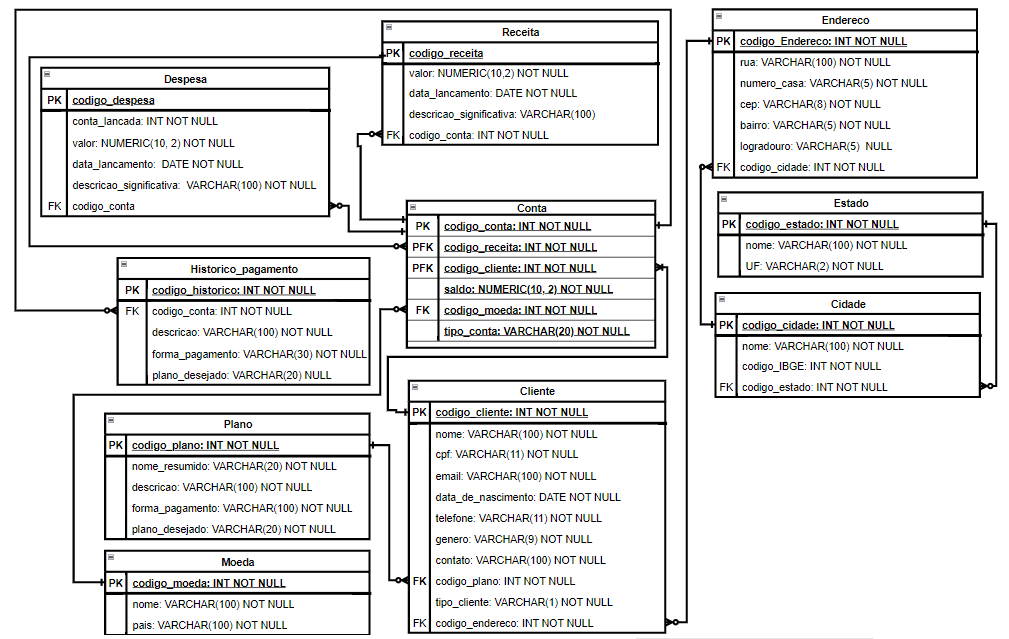 Receita
PK codigo_receita
valor: NUMERIC(10,2) NOT NULL
data_lancamento: DATE NOT NULL
descricao_significativa: VARCHAR(100)
FK codigo_conta: INT NOT NULL
Endereco
PK codigo_Endereco: INT NOT NULL
rua: VARCHAR(100) NOT NULL
numero_casa: VARCHAR(5) NOT NULL
cep: VARCHAR(8) NOT NULL
bairro: VARCHAR(5) NOT NULL
logradouro: VARCHAR(5) NULL
FK codigo_cidade: INT NOT NULL
Despesa
PK codigo_despesa
conta_lancada: INT NOT NULL
valor: NUMERIC(10, 2) NOT NULL
data_lancamento: DATE NOT NULL
descricao_significativa: VARCHAR(100) NOT NULL
FK codigo_conta
Conta
PK codigo_conta: INT NOT NULL
PFK codigo_receita: INT NOT NULL
PFK codigo_cliente: INT NOT NULL
saldo: NUMERIC(10, 2) NOT NULL
FK codigo_moeda: INT NOT NULL
tipo_conta: VARCHAR(20) NOT NULL
Estado
PK codigo_estado: INT NOT NULL
nome: VARCHAR(100) NOT NULL
UF: VARCHAR(2) NOT NULL
Historico_pagamento
PK codigo_historico: INT NOT NULL
FK codigo_conta: INT NOT NULL
descricao: VARCHAR(100) NOT NULL
forma_pagamento: VARCHAR(30) NOT NULL
plano_desejado: VARCHAR(20) NULL
Cidade
PK codigo_cidade: INT NOT NULL
nome: VARCHAR(100) NOT NULL
codigo_IBGE: INT NOT NULL
FK codigo_estado: INT NOT NULL
Cliente
PK codigo_cliente: INT NOT NULL
nome: VARCHAR(100) NOT NULL
cpf: VARCHAR(11) NOT NULL
email: VARCHAR(100) NOT NULL
data_de_nascimento: DATE NOT NULL
telefone: VARCHAR(11) NOT NULL
genero: VARCHAR(9) NOT NULL
contato: VARCHAR(100) NOT NULL
FK codigo_plano: INT NOT NULL
tipo_cliente: VARCHAR(1) NOT NULL
FK codigo_endereco: INT NOT NULL
Plano
PK codigo_plano: INT NOT NULL
nome_resumido: VARCHAR(20) NOT NULL
descricao: VARCHAR(100) NOT NULL
forma_pagamento: VARCHAR(100) NOT NULL
plano_desejado: VARCHAR(20) NOT NULL
Moeda
PK codigo_moeda: INT NOT NULL
nome: VARCHAR(100) NOT NULL
pais: VARCHAR(100) NOT NULL